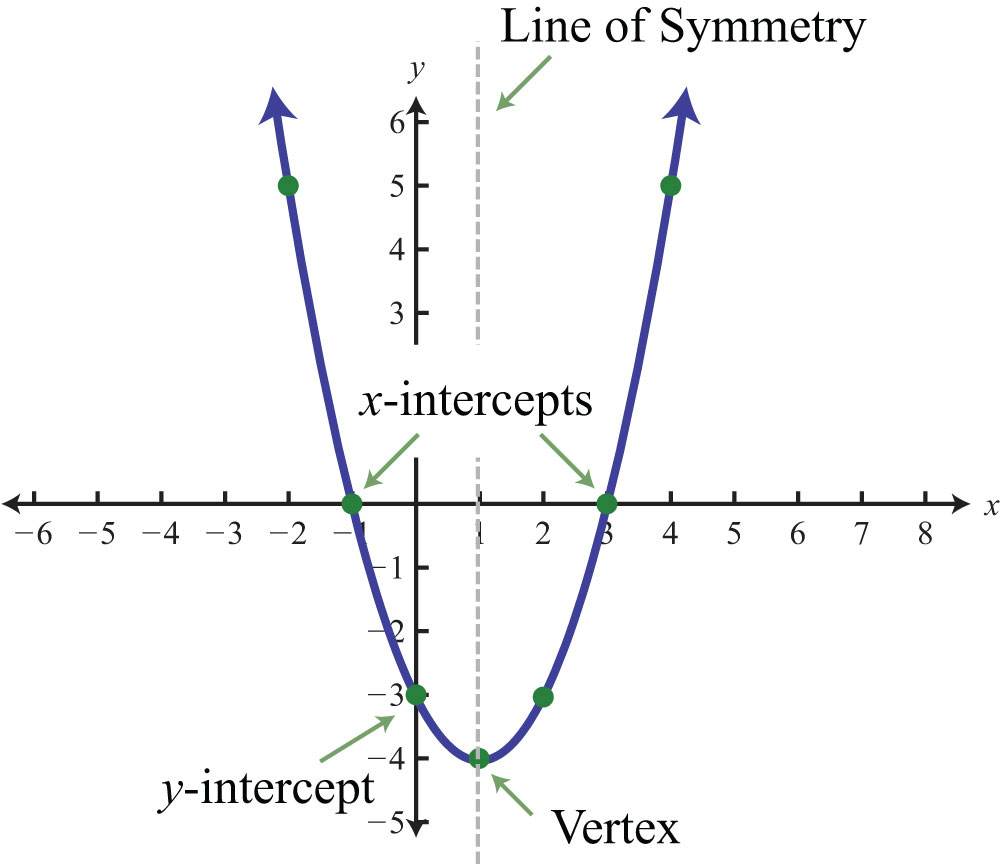 Line of Symmetry
y
6
5
4
3
x-intercepts
−6 −5 −4 −3 −2 −1 1 2 3 4 5 6 7 8 x
−1
−2
−3
−4
y-intercept
−5
Vertex